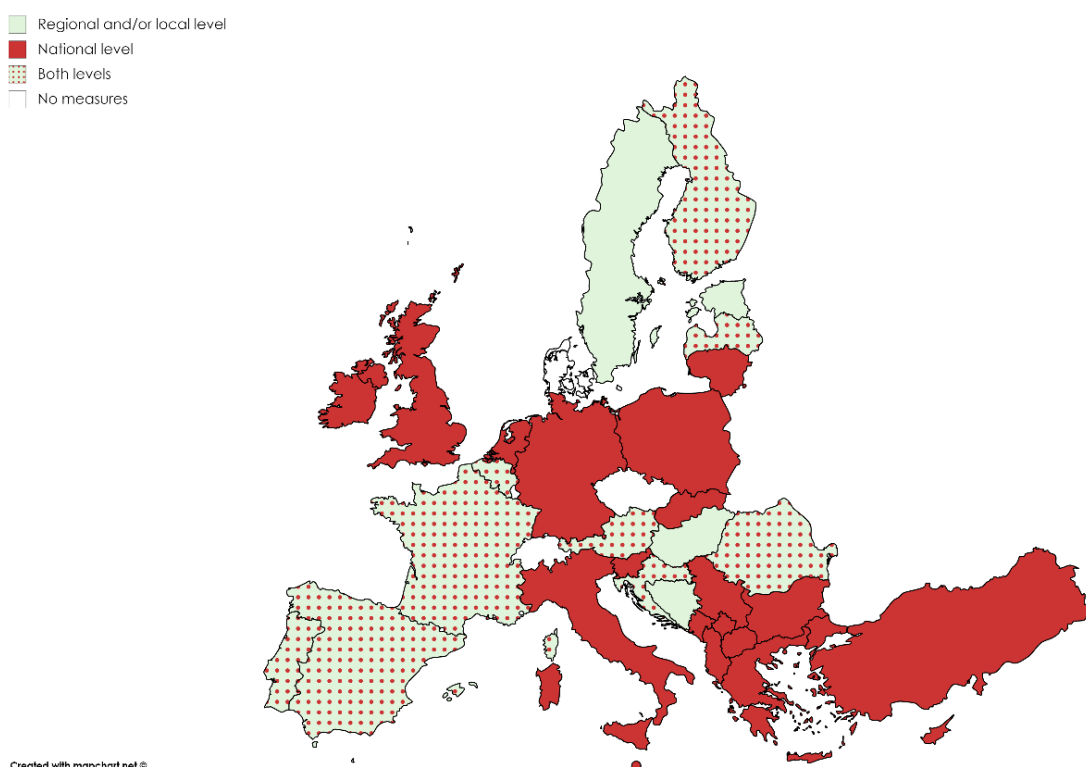 Regional and/or local level
National level
Both levels
No measures
Created with mapchart.net ©